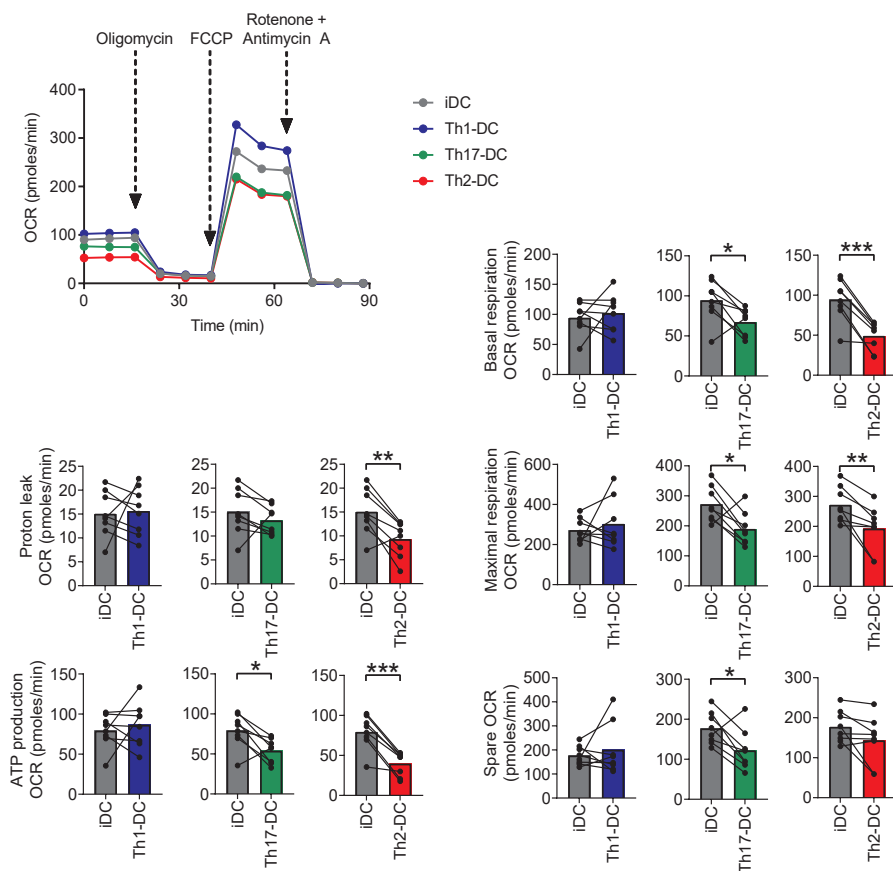 Rotenone +
Oligomycin FCCP Antimycin A
400
300
200
100
0
OCR (pmoles/min)
0 30 60 90
Time (min)
iDC
Th1-DC
Th17-DC
Th2-DC
Basal respiration
OCR (pmoles/min)
200
150
100
50
0
iDC
Th1-DC
*
150
100
50
0
iDC
Th17-DC
***
150
100
50
0
iDC
Th2-DC
Proton leak
OCR (pmoles/min)
25
20
15
10
5
0
iDC
Th1-DC
25
20
15
10
5
0
iDC
Th17-DC
**
25
20
15
10
5
0
iDC
Th2-DC
Maximal respiration
OCR (pmoles/min)
600
400
200
0
iDC
Th1-DC
*
400
300
200
100
0
iDC
Th17-DC
**
400
300
200
100
0
iDC
Th2-DC
ATP production
OCR (pmoles/min)
150
100
50
0
iDC
Th1-DC
*
150
100
50
0
iDC
Th17-DC
***
150
100
50
0
iDC
Th2-DC
Spare OCR
(pmoles/min)
500
400
300
200
100
0
iDC
Th1-DC
*
300
200
100
0
iDC
Th17-DC
300
200
100
0
iDC
Th2-DC